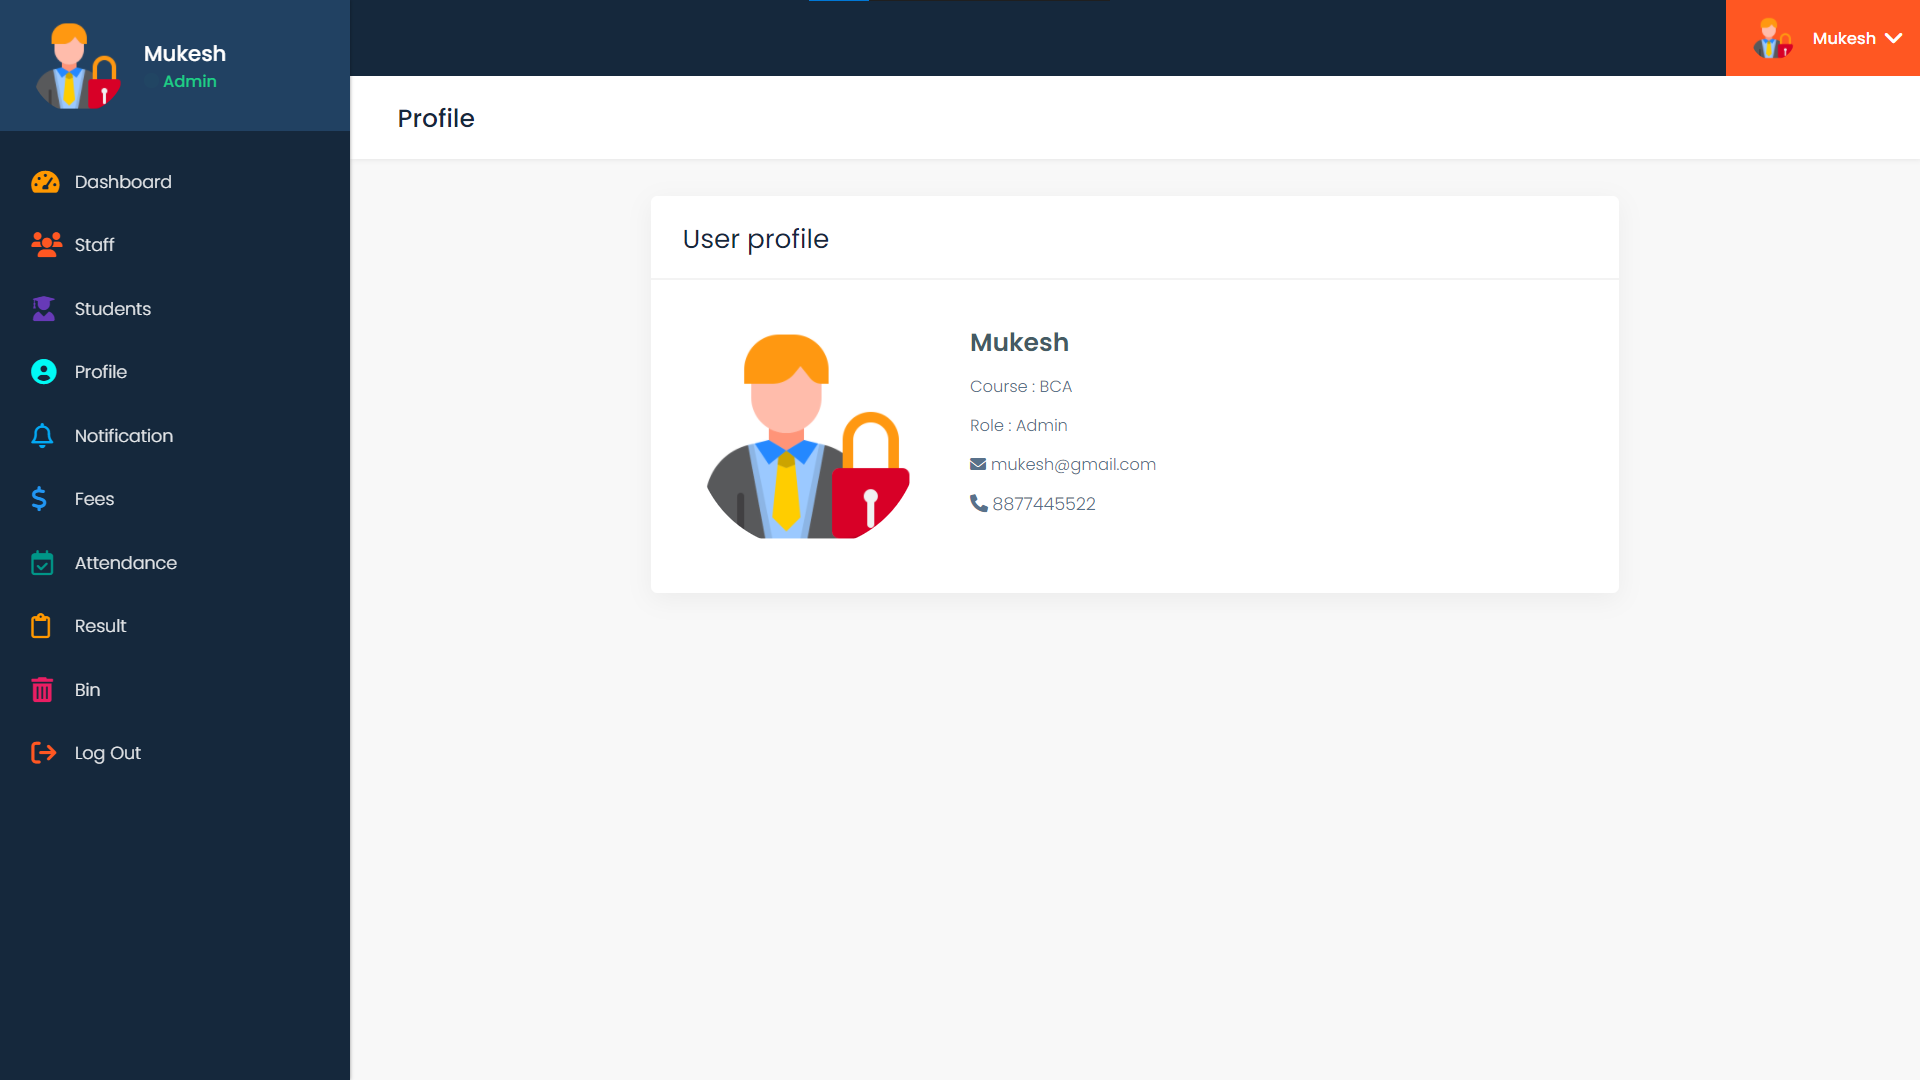 Mukesh
Admin
Mukesh
Dashboard
Staff
Students
Profile
Notification
Fees
Attendance
Result
Bin
Log Out
Profile
User profile
Mukesh
Course : BCA
Role : Admin
mukesh@gmail.com
8877445522